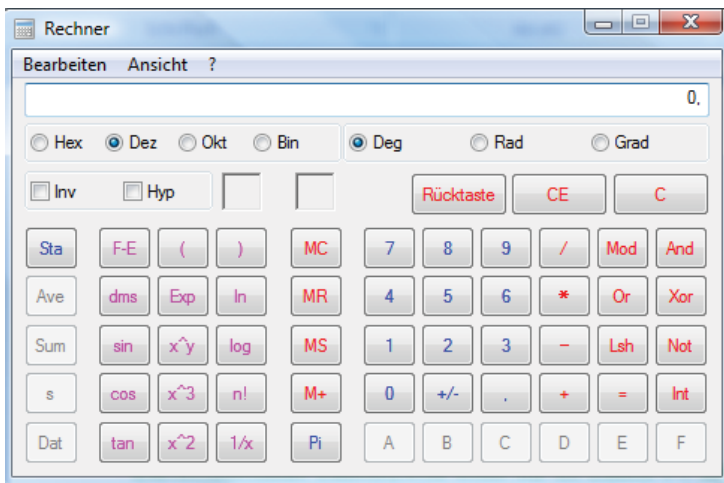 Rechner
Bearbeiten Ansicht ?
0,
Hex Dez Okt Bin Deg Rad Grad
Inv Hyp Rücktaste CE C
Sta F-E ( ) MC 7 8 9 / Mod And
Ave dms Exp ln MR 4 5 6 * Or Xor
Sum sin x^y log MS 1 2 3 - Lsh Not
s cos x^3 n! M+ 0 +/- , + = Int
Dat tan x^2 1/x Pi A B C D E F